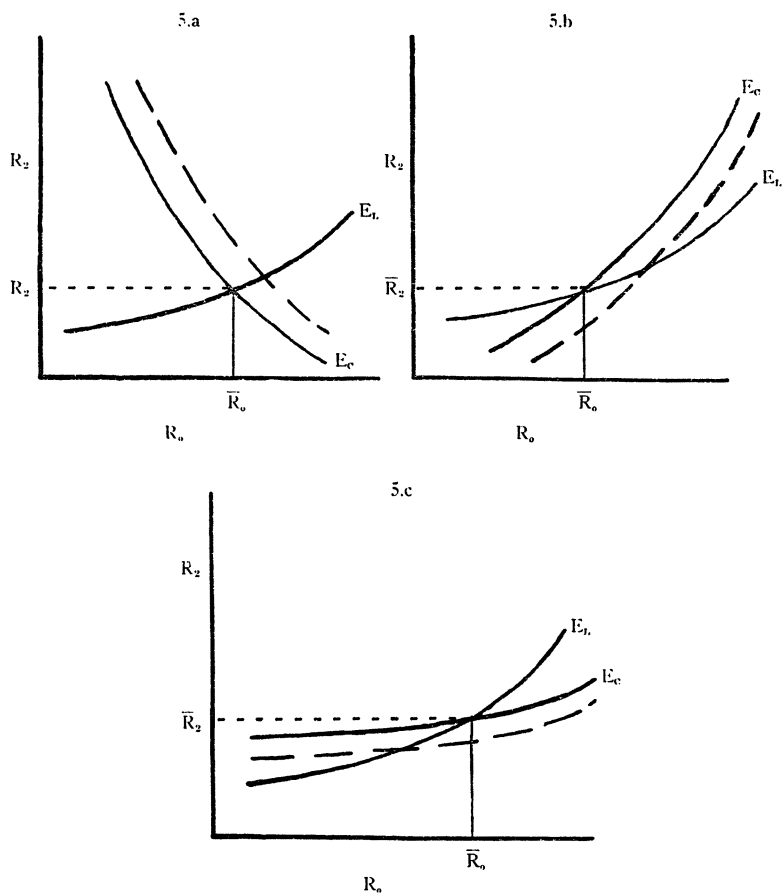 5.a
R₂
E_L
R₂
E_c
R̅ₒ
Rₒ
5.b
E_c
R₂
E_L
R̅₂
R̅ₒ
Rₒ
5.c
R₂
E_L
E_c
R̅₂
R̅ₒ
Rₒ